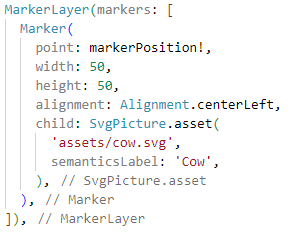 MarkerLayer(markers: [
  Marker(
    point: markerPosition!,
    width: 50,
    height: 50,
    alignment: Alignment.centerLeft,
    child: SvgPicture.asset(
      'assets/cow.svg',
      semanticsLabel: 'Cow',
    ), // SvgPicture.asset
  ), // Marker
]), // MarkerLayer